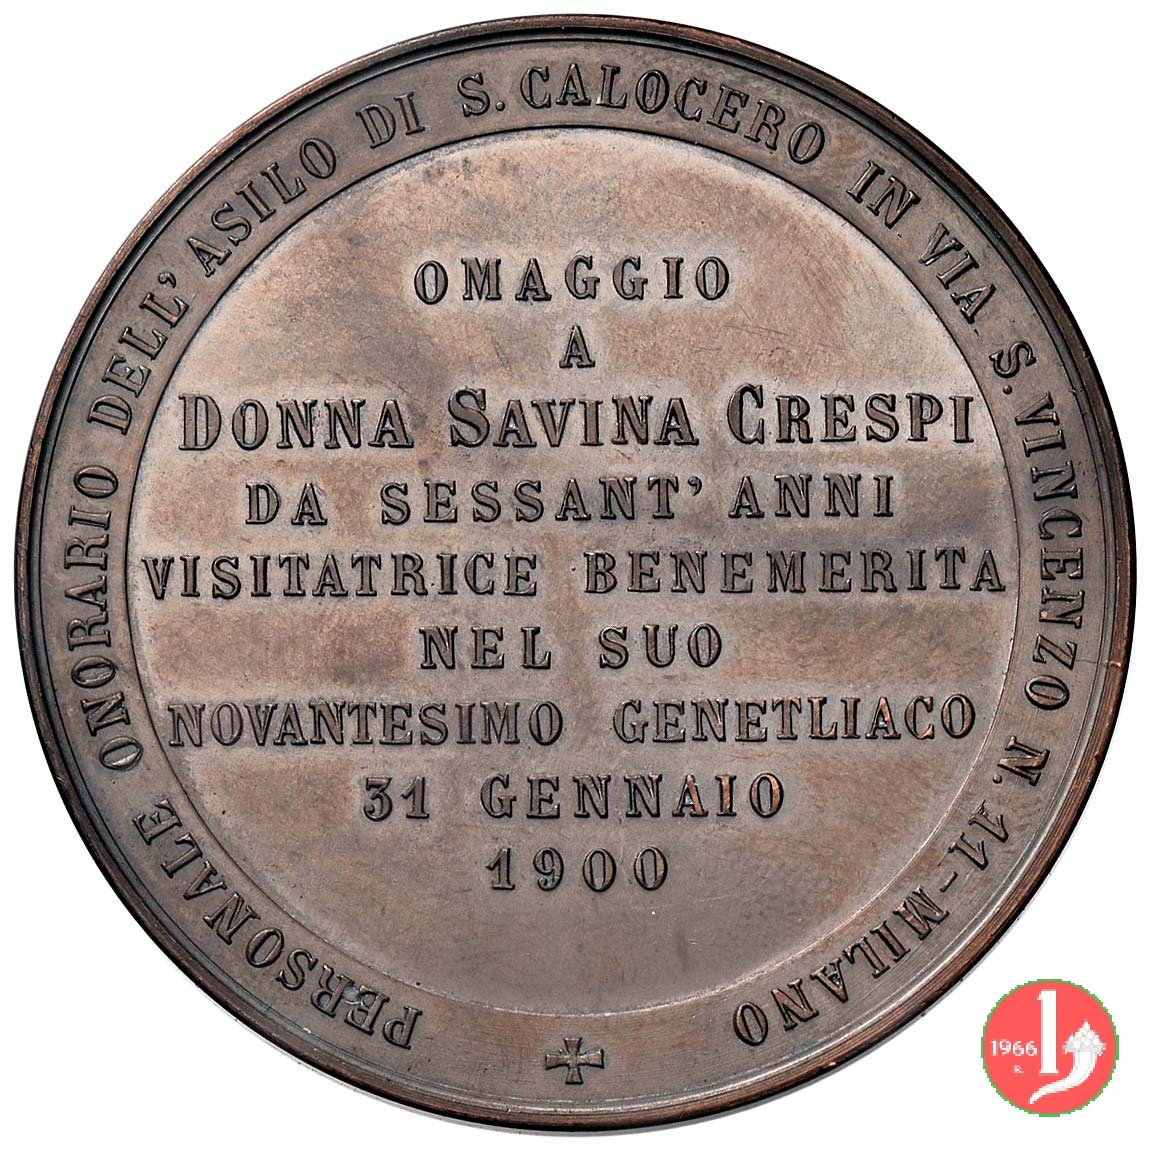 PERSONALE ONORARIO DELL' ASILO DI S. CALOCERO IN VIA S. VINCENZO N. 11-MILANO
OMAGGIO
A
DONNA SAVINA CRESPI
DA SESSANT' ANNI
VISITATRICE BENEMERITA
NEL SUO
NOVANTESIMO GENETLIACO
31 GENNAIO
1900
1966
R.